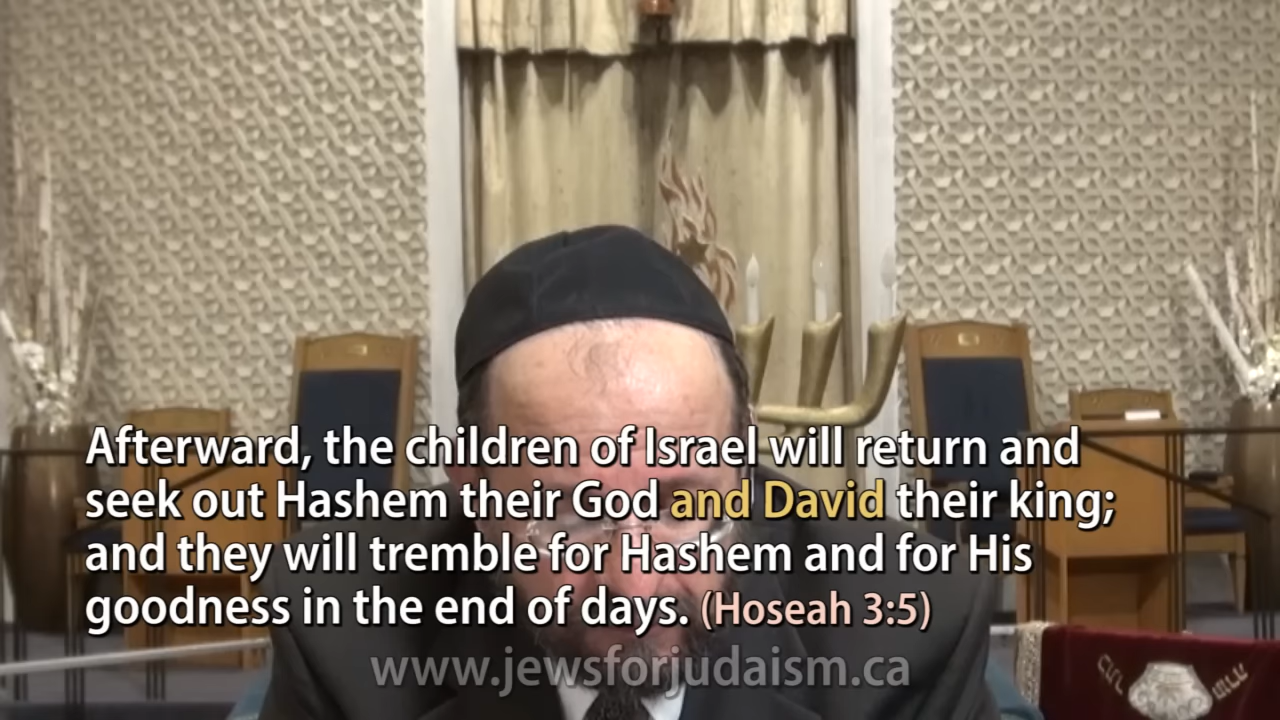 Afterward, the children of Israel will return and
seek out Hashem their God and David their king;
and they will tremble for Hashem and for His
goodness in the end of days. (Hoseah 3:5)
www.jewsforjudaism.ca